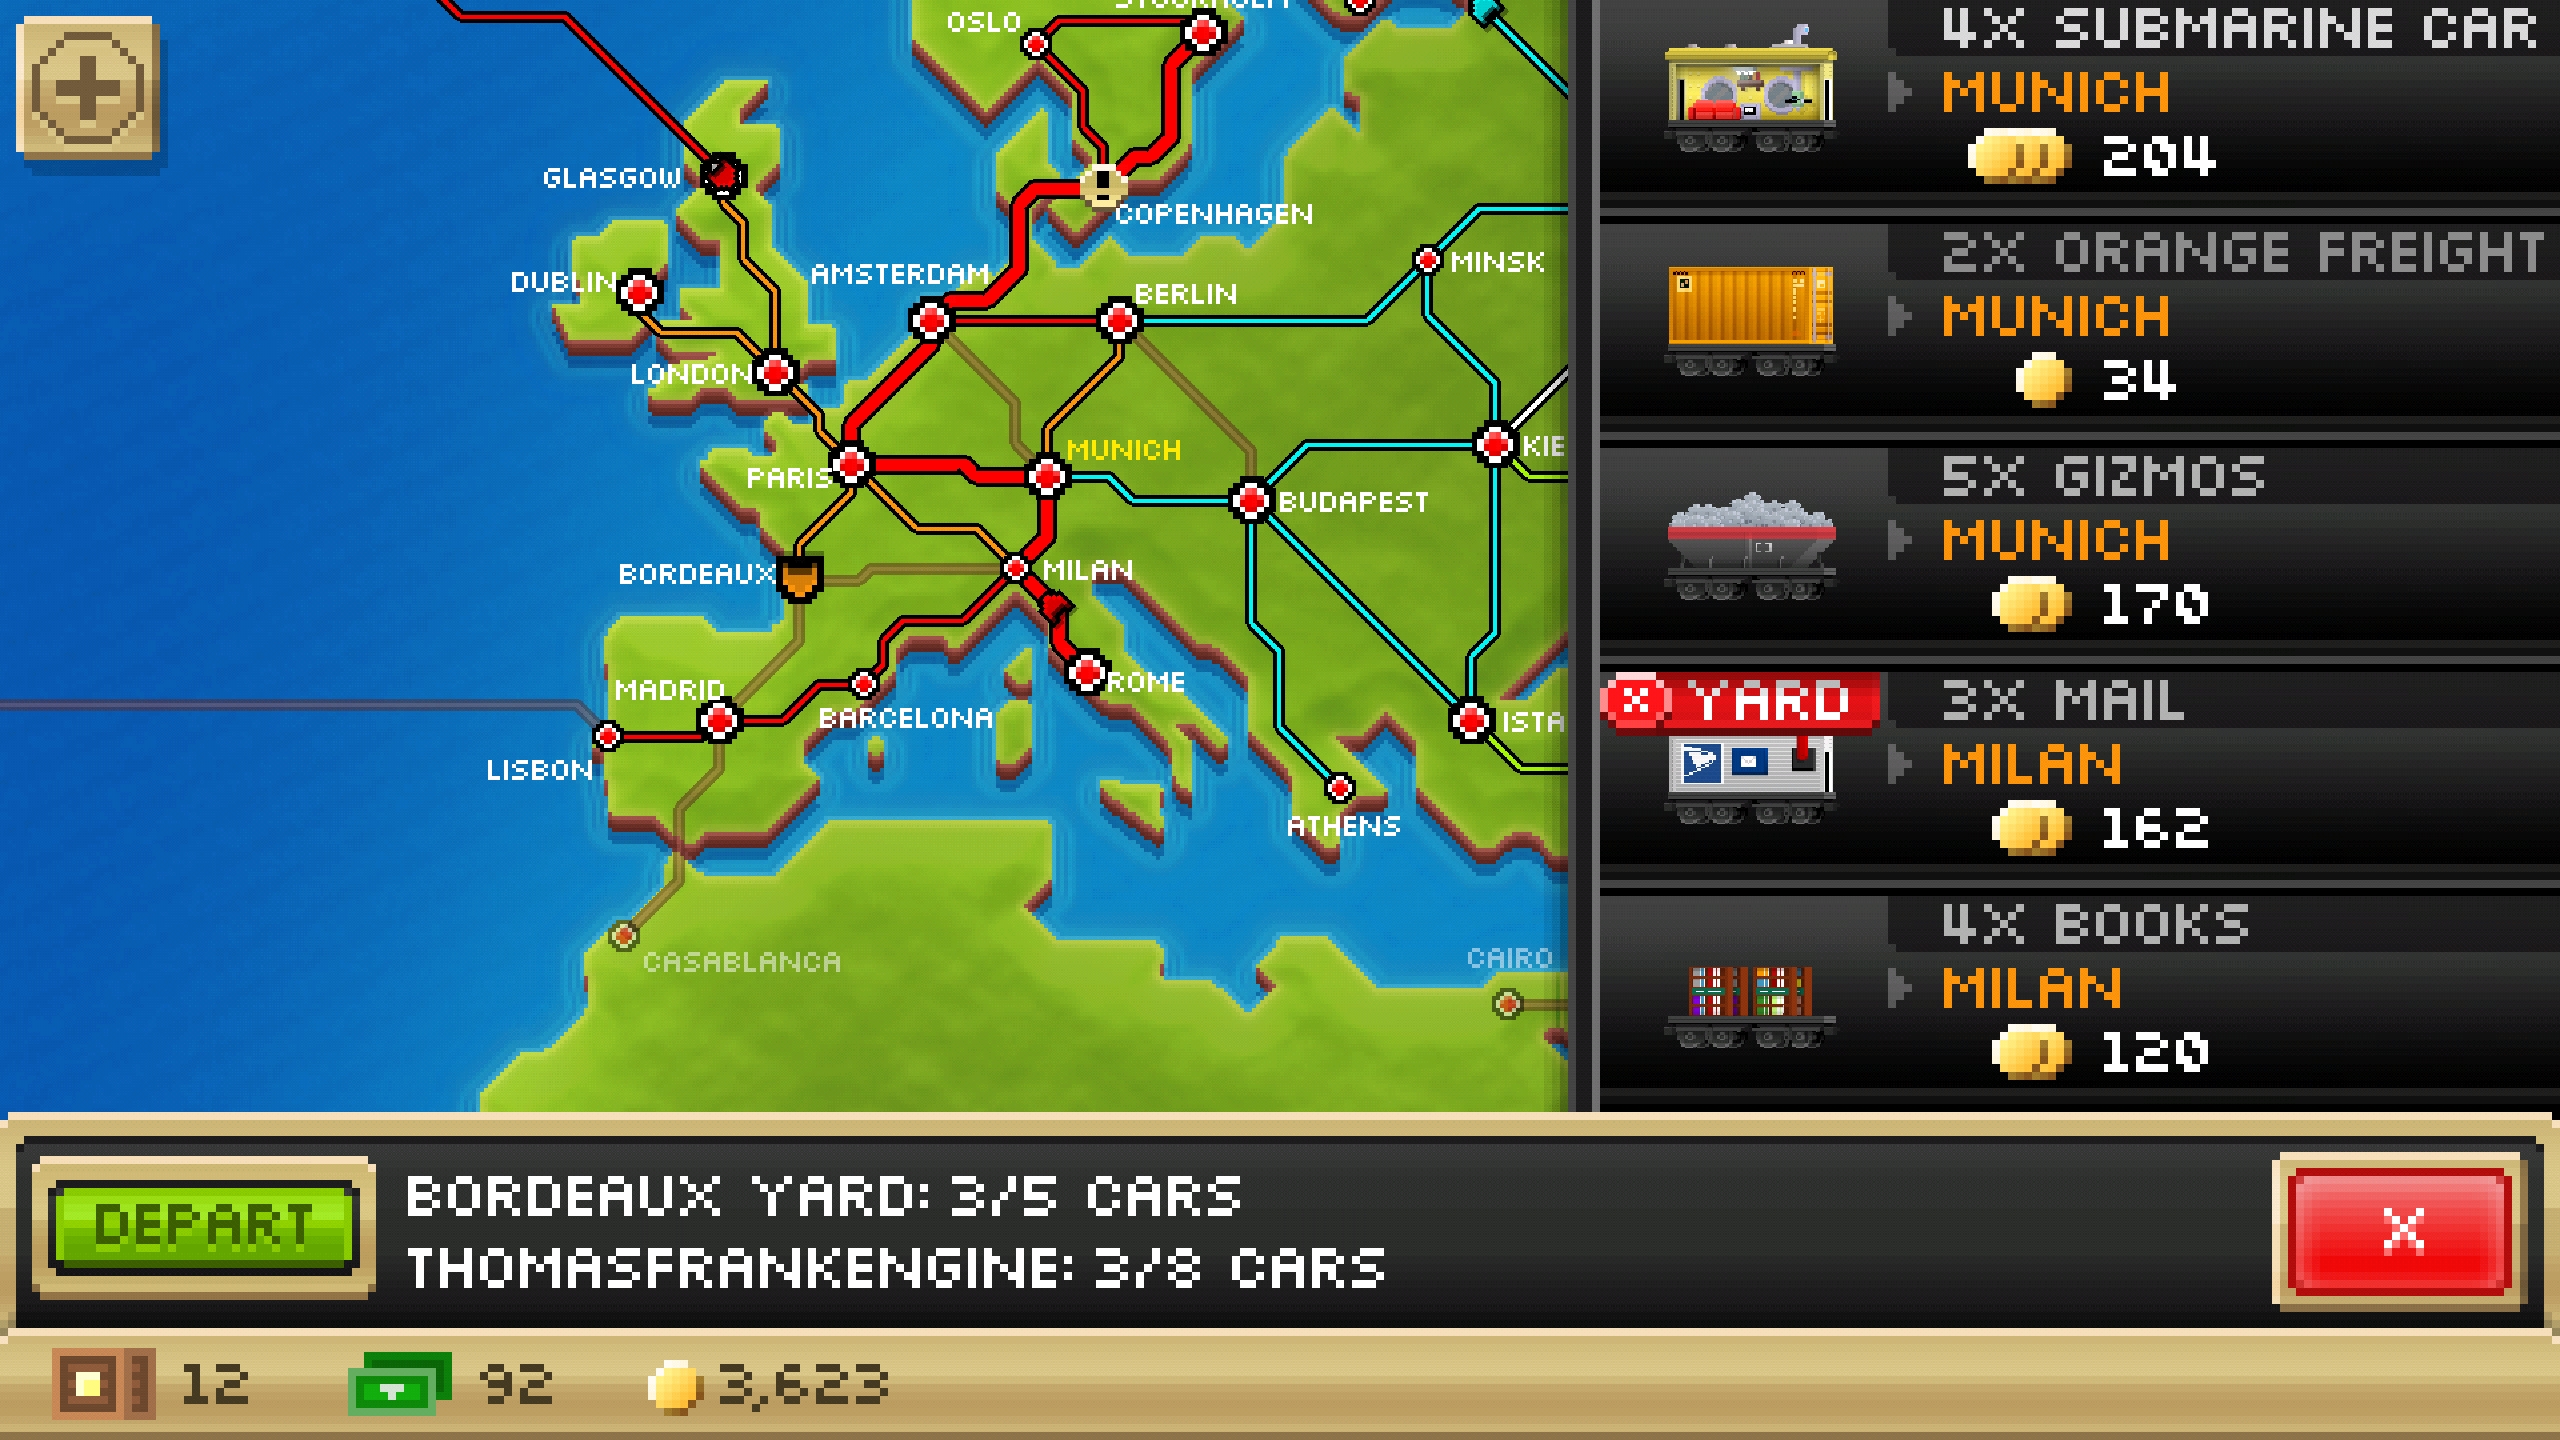 OSLO
GLASGOW
COPENHAGEN
DUBLIN
AMSTERDAM
MINSK
BERLIN
LONDON
MUNICH
PARIS
BUDAPEST
BORDEAUX
MILAN
MADRID
ROME
BARCELONA
LISBON
ATHENS
CASABLANCA
CAIRO
4X SUBMARINE CAR
MUNICH
204
2X ORANGE FREIGHT
MUNICH
34
5X GIZMOS
MUNICH
170
X YARD
3X MAIL
MILAN
162
4X BOOKS
MILAN
120
DEPART
BORDEAUX YARD: 3/5 CARS
THOMASFRANKENGINE: 3/8 CARS
X
12
92
3,623